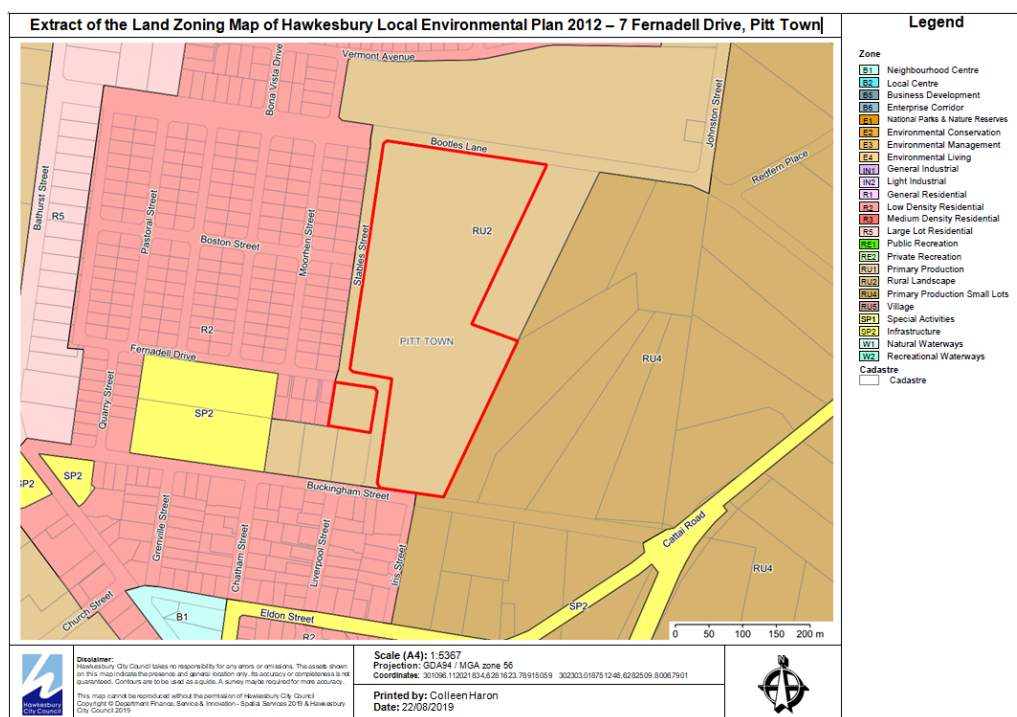 Extract of the Land Zoning Map of Hawkesbury Local Environmental Plan 2012 – 7 Fernadell Drive, Pitt Town
Legend
Zone
B1 Neighbourhood Centre
B2 Local Centre
B5 Business Development
B6 Enterprise Corridor
E1 National Parks & Nature Reserves
E2 Environmental Conservation
E3 Environmental Management
E4 Environmental Living
IN1 General Industrial
IN2 Light Industrial
R1 General Residential
R2 Low Density Residential
R3 Medium Density Residential
R5 Large Lot Residential
RE1 Public Recreation
RE2 Private Recreation
RU1 Primary Production
RU2 Rural Landscape
RU4 Primary Production Small Lots
RU5 Village
SP1 Special Activities
SP2 Infrastructure
W1 Natural Waterways
W2 Recreational Waterways
Cadastre
Cadastre
Vermont Avenue
Bona Vista Drive
Johnston Street
Bootles Lane
Redfern Place
Bathurst Street
R5
Pastoral Street
Boston Street
Moorhen Street
Stables Street
RU2
R2
PITT TOWN
RU4
Fernadell Drive
Quarry Street
SP2
SP2
SP2
Buckingham Street
Grenville Street
Chatham Street
Liverpool Street
Iris Street
Cattai Road
RU4
Church Street
B1
Eldon Street
R2
SP2
0 50 100 150 200 m
Hawkesbury
City Council
Disclaimer:
Hawkesbury City Council takes no responsibility for any errors or omissions. The assets shown
on this map indicate the presence and general location only. Its accuracy or completeness is not
guaranteed. Contours are to be used as a guide. A survey maybe required for more accuracy.
This map cannot be reproduced without the permission of Hawkesbury City Council
Copyright © Department Finance, Service & Innovation - Spatial Services 2019 & Hawkesbury
City Council 2019
Scale (A4): 1:5367
Projection: GDA94 / MGA zone 56
Coordinates:
Printed by: Colleen Haron
Date: 22/08/2019